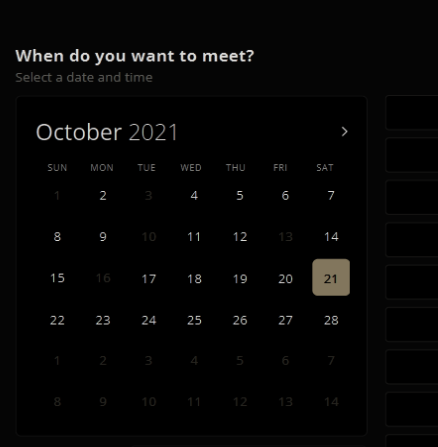 When do you want to meet?
Select a date and time
October 2021
SUN MON TUE WED THU FRI SAT
1 2 3 4 5 6 7
8 9 10 11 12 13 14
15 16 17 18 19 20 21
22 23 24 25 26 27 28
1 2 3 4 5 6 7
8 9 10 11 12 13 14